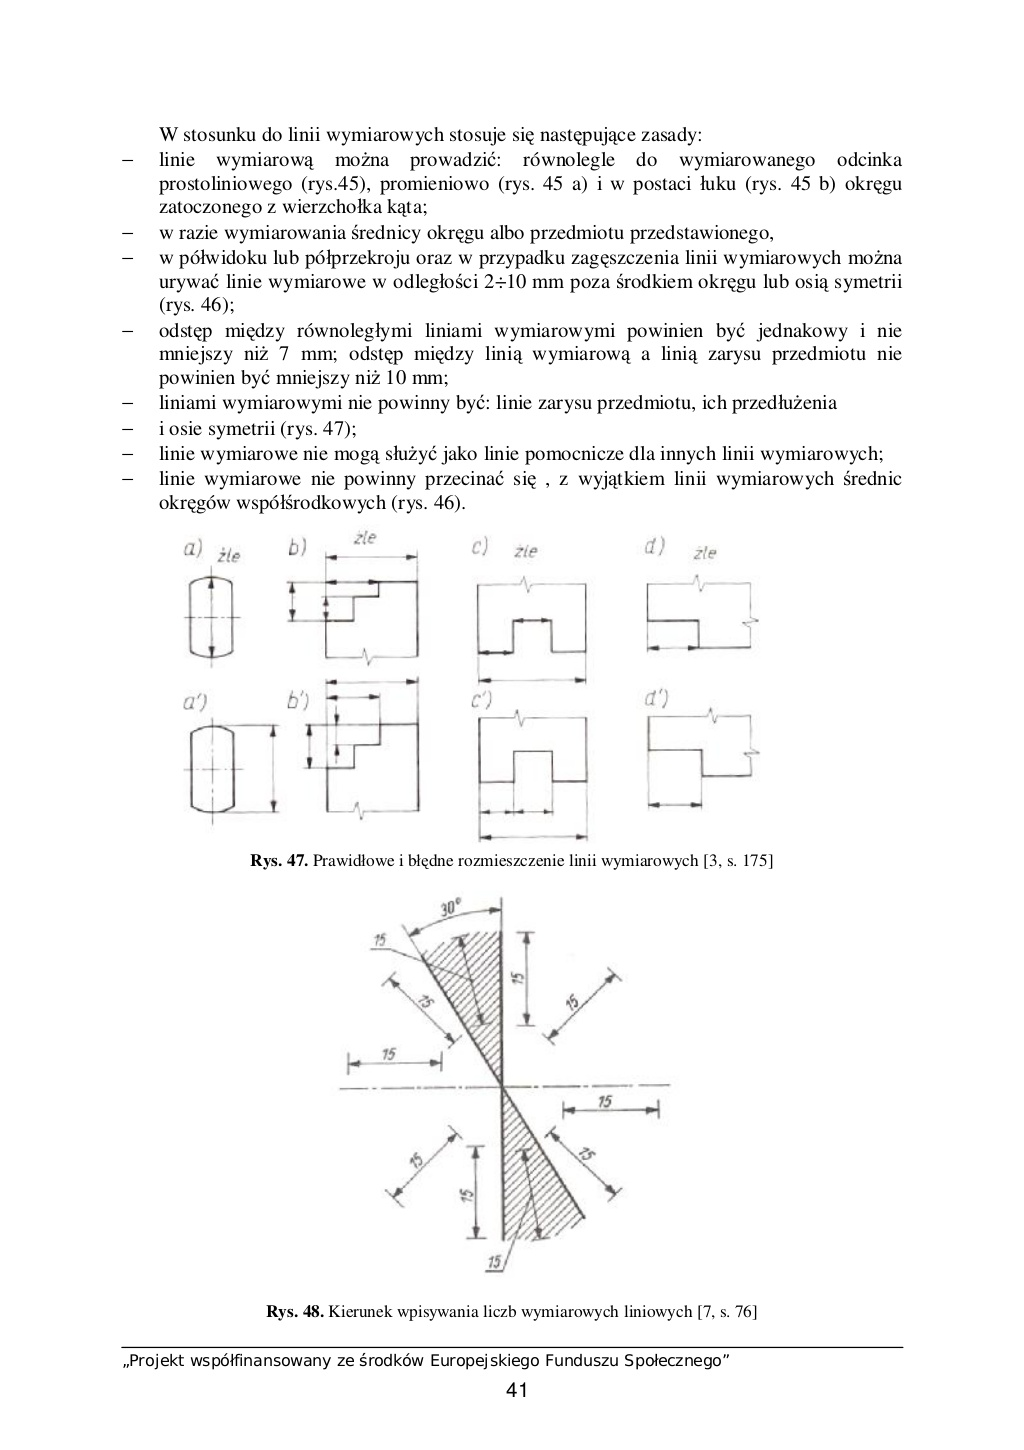 W stosunku do linii wymiarowych stosuje się następujące zasady:
– linie wymiarową można prowadzić: równolegle do wymiarowanego odcinka
prostoliniowego (rys.45), promieniowo (rys. 45 a) i w postaci łuku (rys. 45 b) okręgu
zatoczonego z wierzchołka kąta;
– w razie wymiarowania średnicy okręgu albo przedmiotu przedstawionego,
– w półwidoku lub półprzekroju oraz w przypadku zagęszczenia linii wymiarowych można
urywać linie wymiarowe w odległości 2÷10 mm poza środkiem okręgu lub osią symetrii
(rys. 46);
– odstęp między równoległymi liniami wymiarowymi powinien być jednakowy i nie
mniejszy niż 7 mm; odstęp między linią wymiarową a linią zarysu przedmiotu nie
powinien być mniejszy niż 10 mm;
– liniami wymiarowymi nie powinny być: linie zarysu przedmiotu, ich przedłużenia
– i osie symetrii (rys. 47);
– linie wymiarowe nie mogą służyć jako linie pomocnicze dla innych linii wymiarowych;
– linie wymiarowe nie powinny przecinać się , z wyjątkiem linii wymiarowych średnic
okręgów współśrodkowych (rys. 46).
a) źle b) źle c) źle d) źle
a') b') c') d')
Rys. 47. Prawidłowe i błędne rozmieszczenie linii wymiarowych [3, s. 175]
30°
15
15
15
15
15
15
15
15
15
15
Rys. 48. Kierunek wpisywania liczb wymiarowych liniowych [7, s. 76]
„Projekt współfinansowany ze środków Europejskiego Funduszu Społecznego”
41